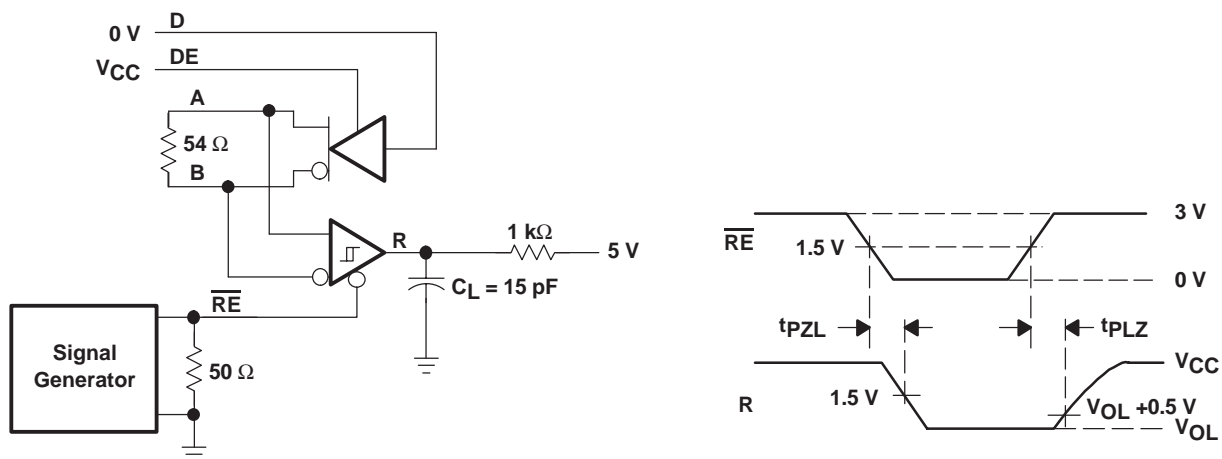 0 V
D
VCC
DE
A
54 Ω
B
R
1 kΩ
5 V
CL = 15 pF
RE
Signal
Generator
50 Ω
3 V
RE
1.5 V
0 V
tPZL
tPLZ
VCC
1.5 V
R
VOL +0.5 V
VOL